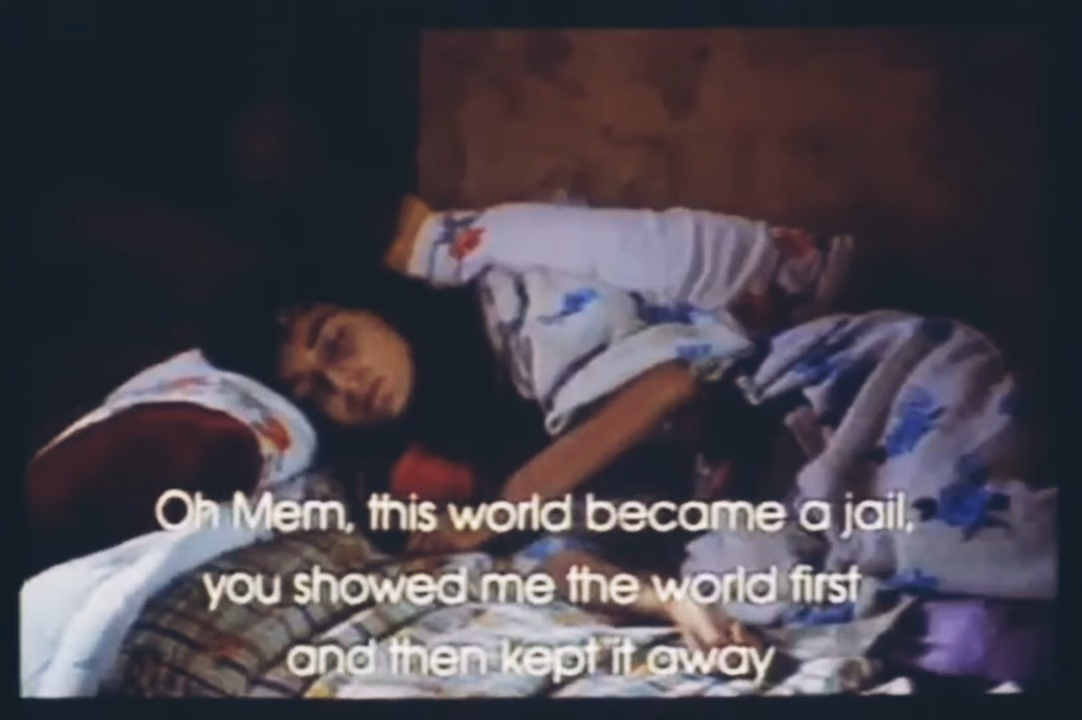 Oh Mem, this world became a jail,
you showed me the world first
and then kept it away